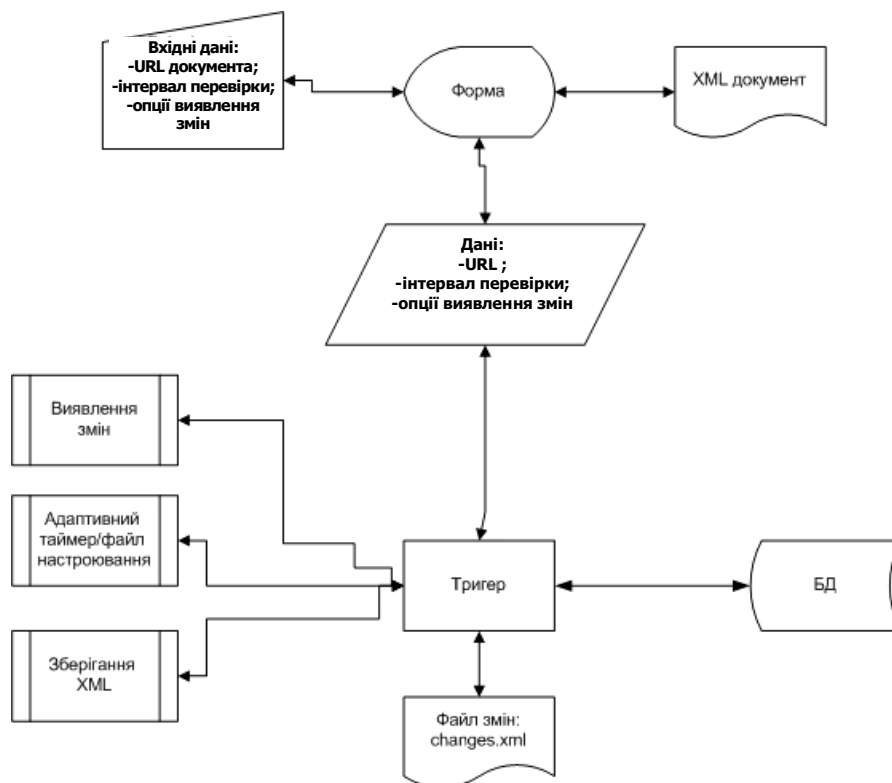 Вхідні дані:
-URL документа;
-інтервал перевірки;
-опції виявлення
змін
Форма
XML документ
Дані:
-URL ;
-інтервал перевірки;
-опції виявлення змін
Виявлення
змін
Адаптивний
таймер/файл
настроювання
Тригер
БД
Зберігання
XML
Файл змін:
changes.xml